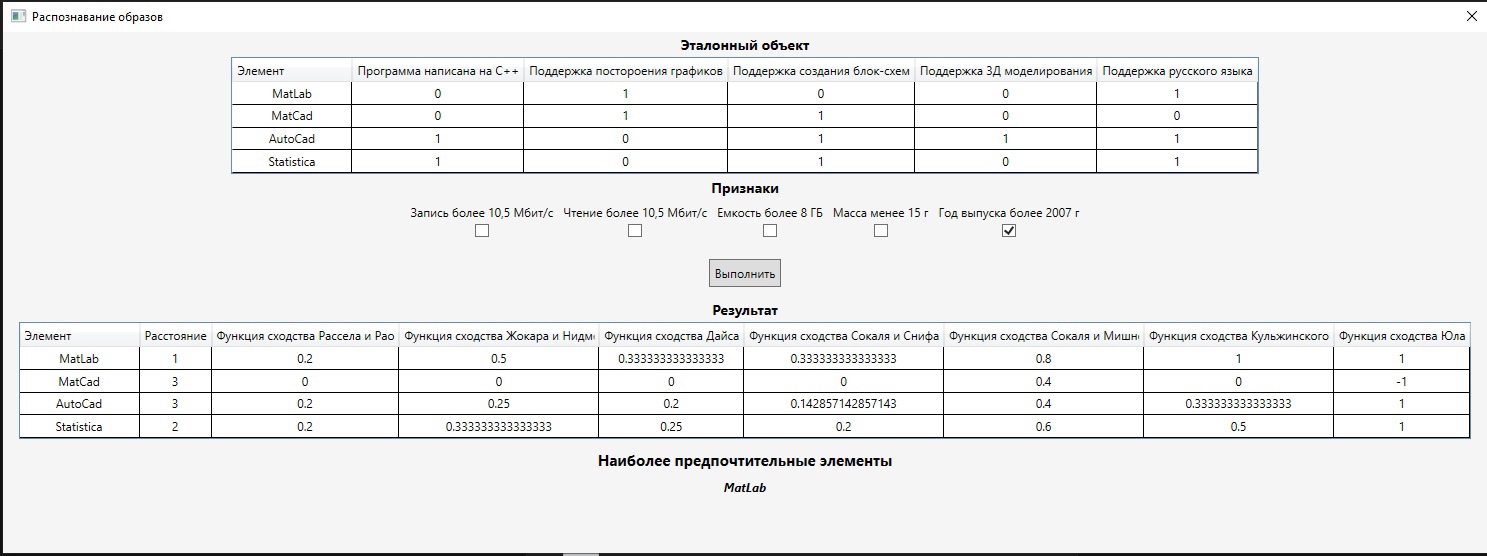 Распознавание образов
Эталонный объект
Элемент Программа написана на С++ Поддержка постороения графиков Поддержка создания блок-схем Поддержка 3Д моделирования Поддержка русского языка
MatLab 0 1 0 0 1
MatCad 0 1 1 0 0
AutoCad 1 0 1 1 1
Statistica 1 0 1 0 1
Признаки
Запись более 10,5 Мбит/с Чтение более 10,5 Мбит/с Емкость более 8 ГБ Масса менее 15 г Год выпуска более 2007 г
Выполнить
Результат
Элемент Расстояние Функция сходства Рассела и Рао Функция сходства Жокара и Нидм Функция сходства Дайса Функция сходства Сокаля и Снифа Функция сходства Сокаля и Мишн Функция сходства Кульжинского Функция сходства Юла
MatLab 1 0.2 0.5 0.333333333333333 0.333333333333333 0.8 1 1
MatCad 3 0 0 0 0 0.4 0 -1
AutoCad 3 0.2 0.25 0.2 0.142857142857143 0.4 0.333333333333333 1
Statistica 2 0.2 0.333333333333333 0.25 0.2 0.6 0.5 1
Наиболее предпочтительные элементы
MatLab